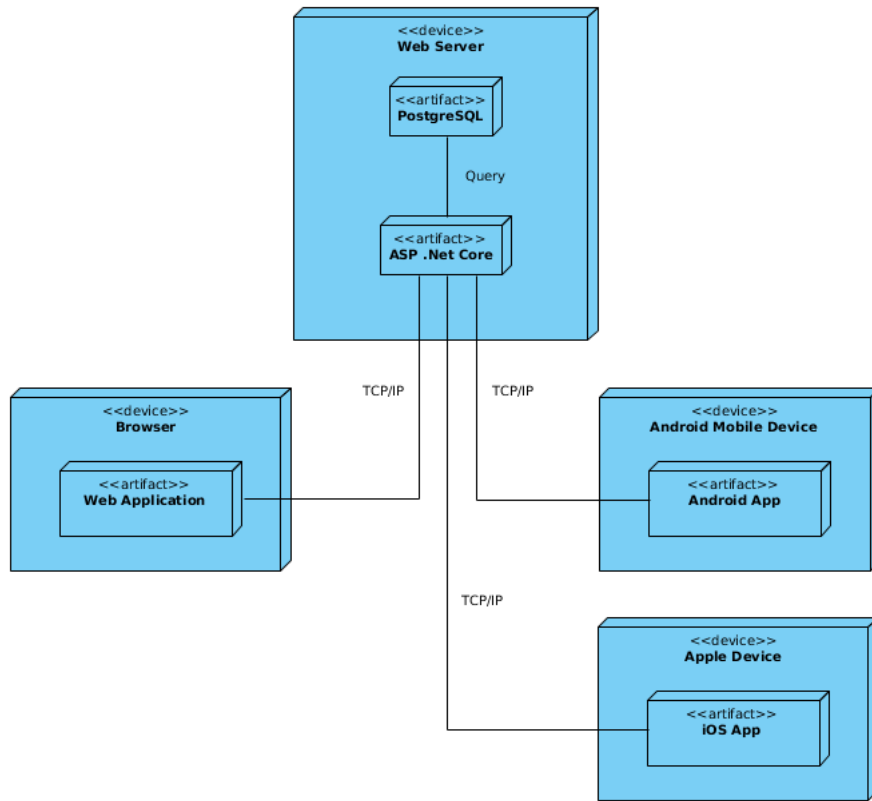 <<device>>
Web Server
<<artifact>>
PostgreSQL
Query
<<artifact>>
ASP .Net Core
TCP/IP
TCP/IP
<<device>>
Browser
<<artifact>>
Web Application
<<device>>
Android Mobile Device
<<artifact>>
Android App
TCP/IP
<<device>>
Apple Device
<<artifact>>
iOS App